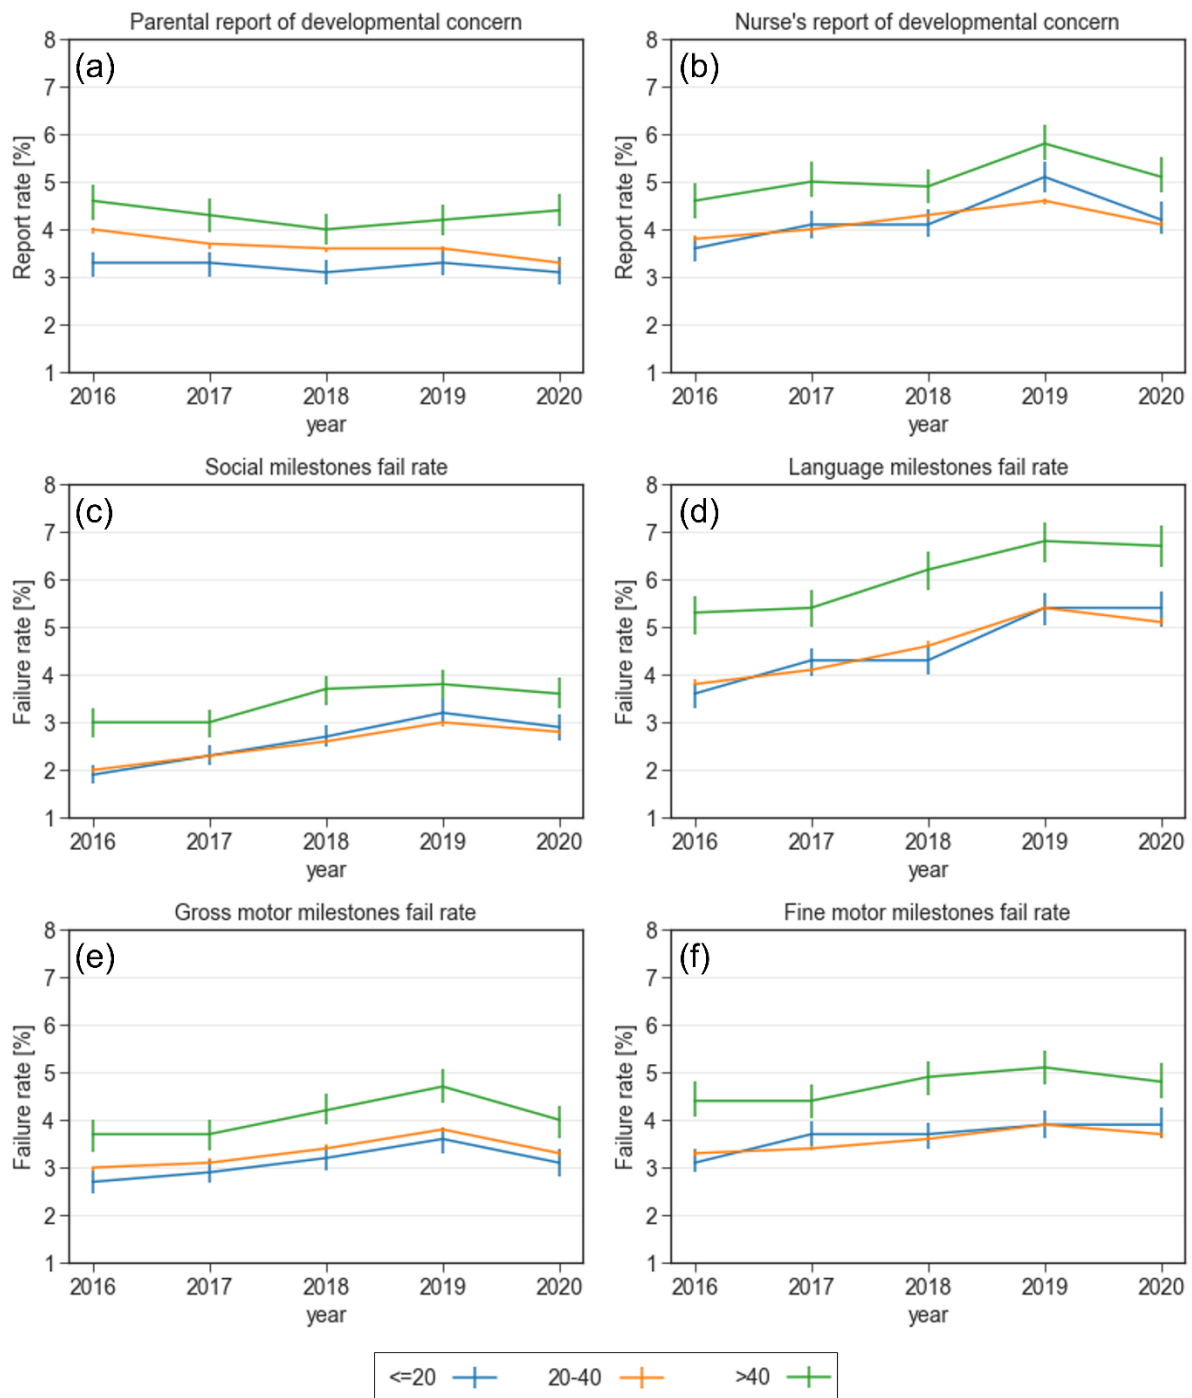 Parental report of developmental concern
(a)
8
7
6
5
4
3
2
1
Report rate [%]
2016 2017 2018 2019 2020
year
Nurse's report of developmental concern
(b)
8
7
6
5
4
3
2
1
Report rate [%]
2016 2017 2018 2019 2020
year
Social milestones fail rate
(c)
8
7
6
5
4
3
2
1
Failure rate [%]
2016 2017 2018 2019 2020
year
Language milestones fail rate
(d)
8
7
6
5
4
3
2
1
Failure rate [%]
2016 2017 2018 2019 2020
year
Gross motor milestones fail rate
(e)
8
7
6
5
4
3
2
1
Failure rate [%]
2016 2017 2018 2019 2020
year
Fine motor milestones fail rate
(f)
8
7
6
5
4
3
2
1
Failure rate [%]
2016 2017 2018 2019 2020
year
<=20 20-40 >40